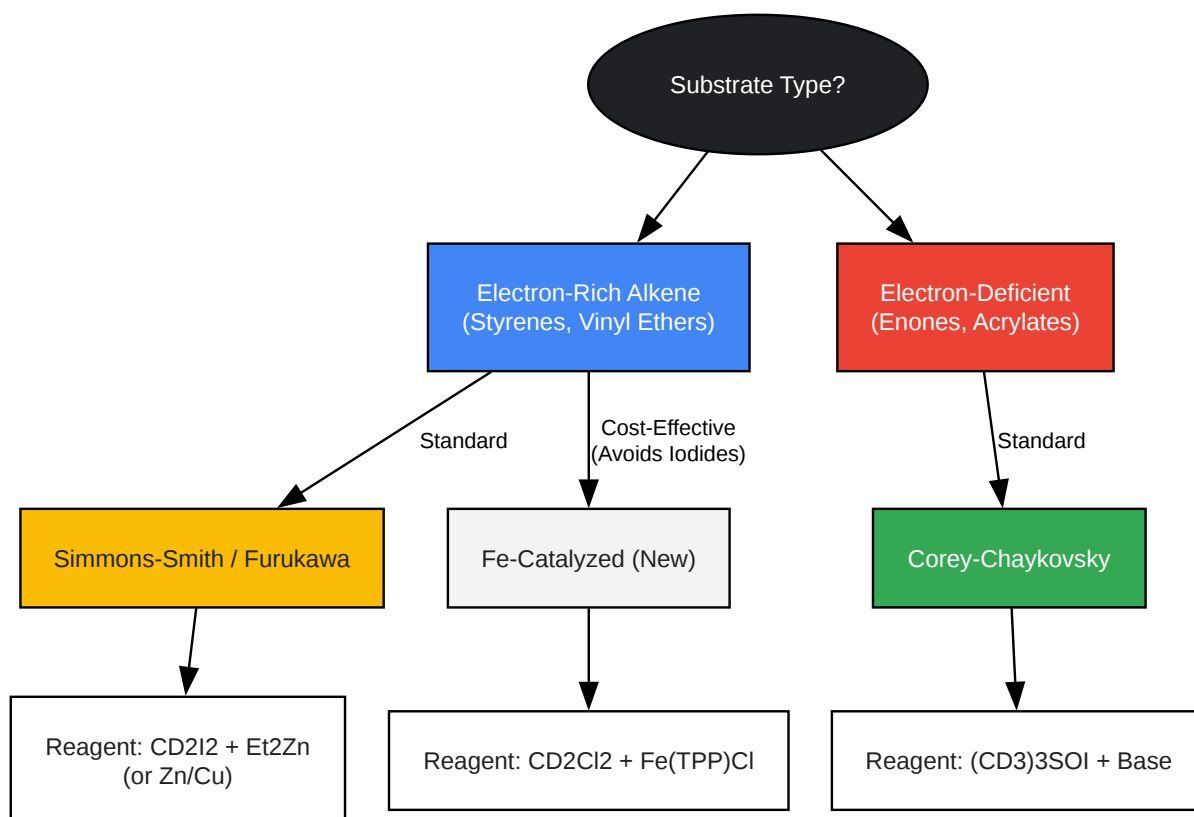 Substrate Type?
Electron-Rich Alkene
(Styrenes, Vinyl Ethers)
Electron-Deficient
(Enones, Acrylates)
Standard
Cost-Effective
(Avoids Iodides)
Standard
Simmons-Smith / Furukawa
Fe-Catalyzed (New)
Corey-Chaykovsky
Reagent: CD2I2 + Et2Zn
(or Zn/Cu)
Reagent: CD2Cl2 + Fe(TPP)Cl
Reagent: (CD3)3SOI + Base